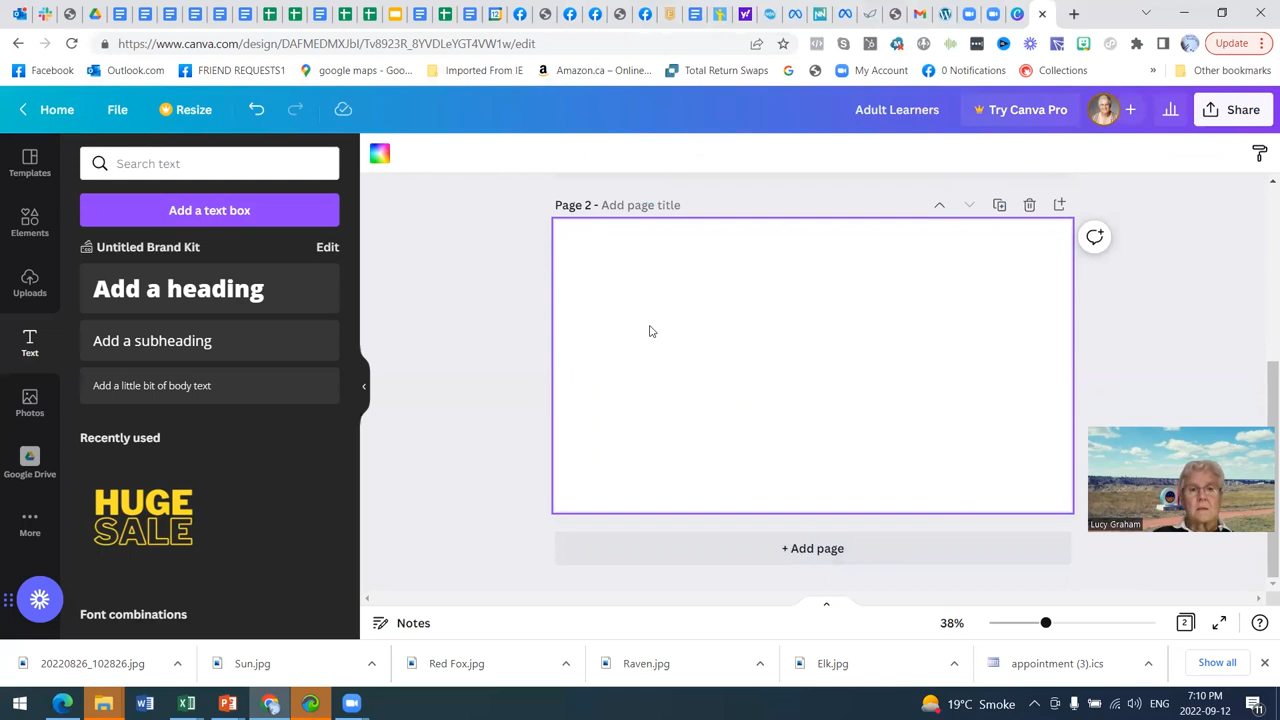 https://www.canva.com/design/DAFMEDMXJbI/Tv8t23R_8YVDLeYGT4VW1w/edit
Update
Facebook
Outlook.com
FRIEND REQUESTS1
google maps - Goo...
Imported From IE
Amazon.ca – Online...
Total Return Swaps
My Account
0 Notifications
Collections
»
Other bookmarks
Home
File
Resize
Adult Learners
Try Canva Pro
Share
Templates
Elements
Uploads
Text
Photos
Google Drive
More
Search text
Add a text box
Untitled Brand Kit
Edit
Add a heading
Add a subheading
Add a little bit of body text
Recently used
HUGE
SALE
Font combinations
Page 2 - Add page title
+ Add page
Lucy Graham
Notes
38%
2
20220826_102826.jpg
Sun.jpg
Red Fox.jpg
Raven.jpg
Elk.jpg
appointment (3).ics
Show all
19°C Smoke
ENG
7:10 PM
2022-09-12